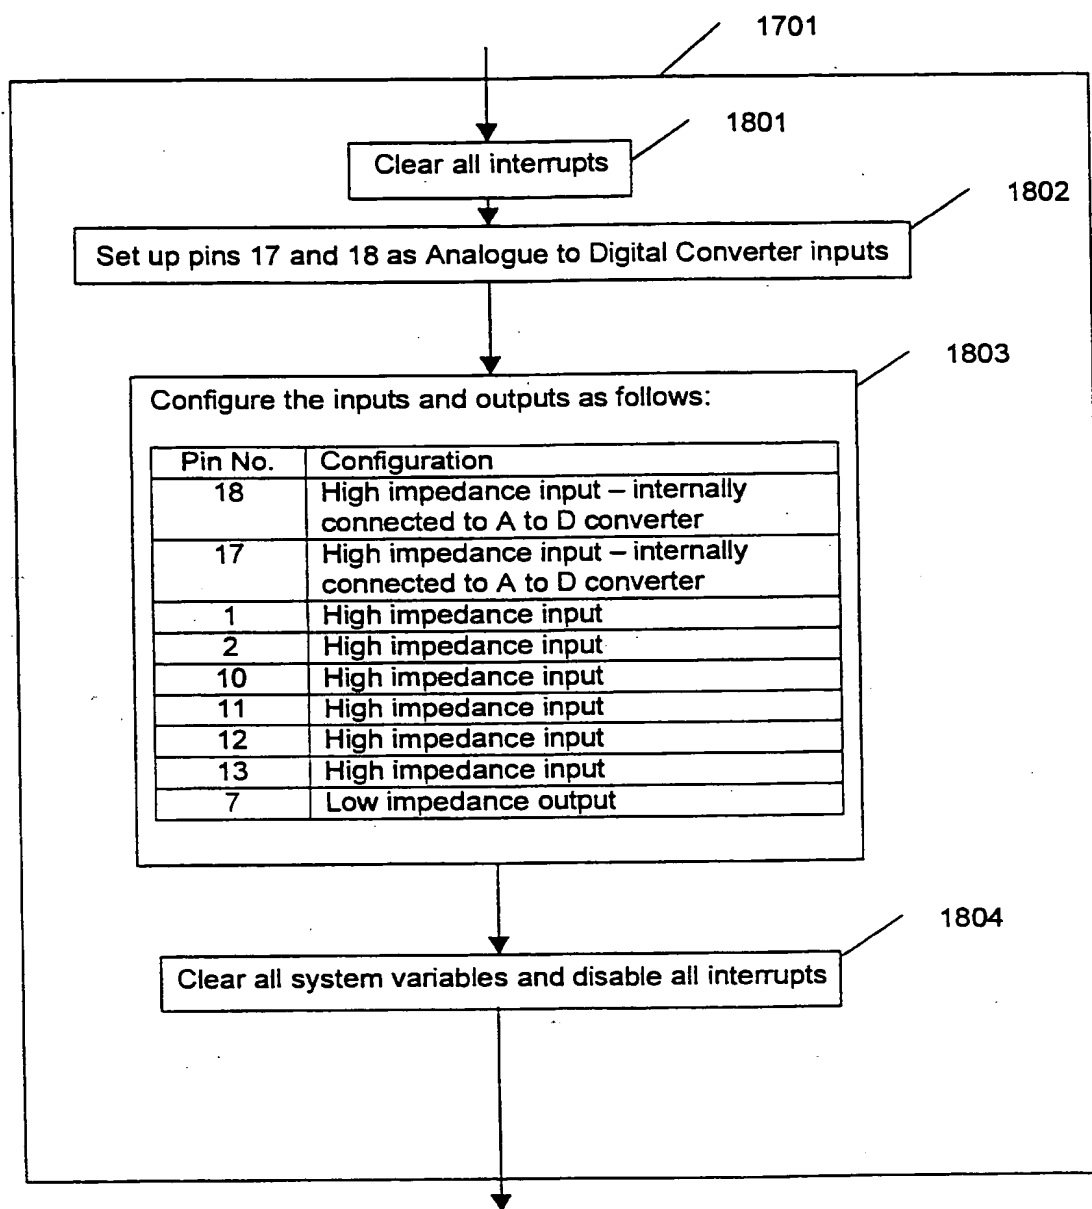 1701
1801
Clear all interrupts
1802
Set up pins 17 and 18 as Analogue to Digital Converter inputs
1803
Configure the inputs and outputs as follows:
Pin No. Configuration
18 High impedance input – internally
connected to A to D converter
17 High impedance input – internally
connected to A to D converter
1 High impedance input
2 High impedance input
10 High impedance input
11 High impedance input
12 High impedance input
13 High impedance input
7 Low impedance output
1804
Clear all system variables and disable all interrupts